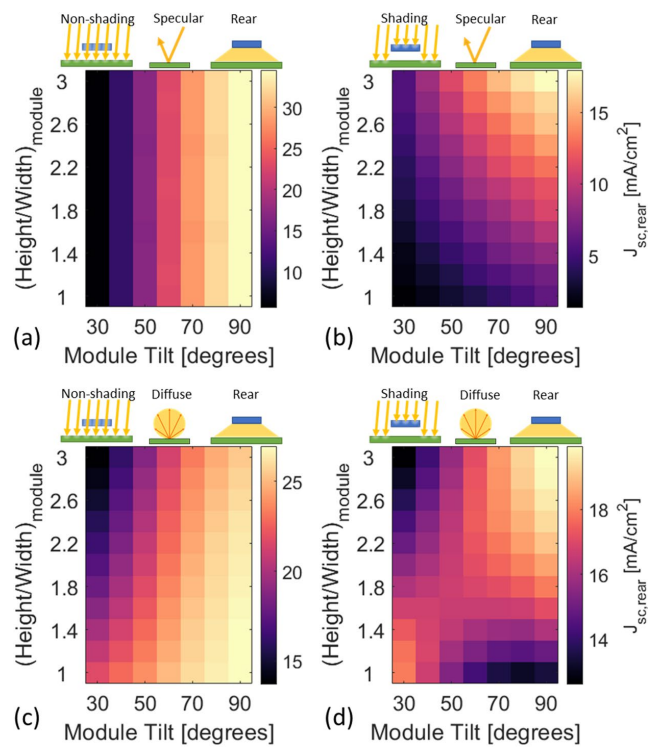 Non-shading Specular Rear
3
2.6
2.2
1.8
1.4
1
(Height/Width)module
30 50 70 90
Module Tilt [degrees]
30
25
20
15
10
(a)
Shading Specular Rear
3
2.6
2.2
1.8
1.4
1
(Height/Width)module
30 50 70 90
Module Tilt [degrees]
15
10
5
Jsc,rear [mA/cm²]
(b)
Non-shading Diffuse Rear
3
2.6
2.2
1.8
1.4
1
(Height/Width)module
30 50 70 90
Module Tilt [degrees]
25
20
15
(c)
Shading Diffuse Rear
3
2.6
2.2
1.8
1.4
1
(Height/Width)module
30 50 70 90
Module Tilt [degrees]
18
16
14
Jsc,rear [mA/cm²]
(d)